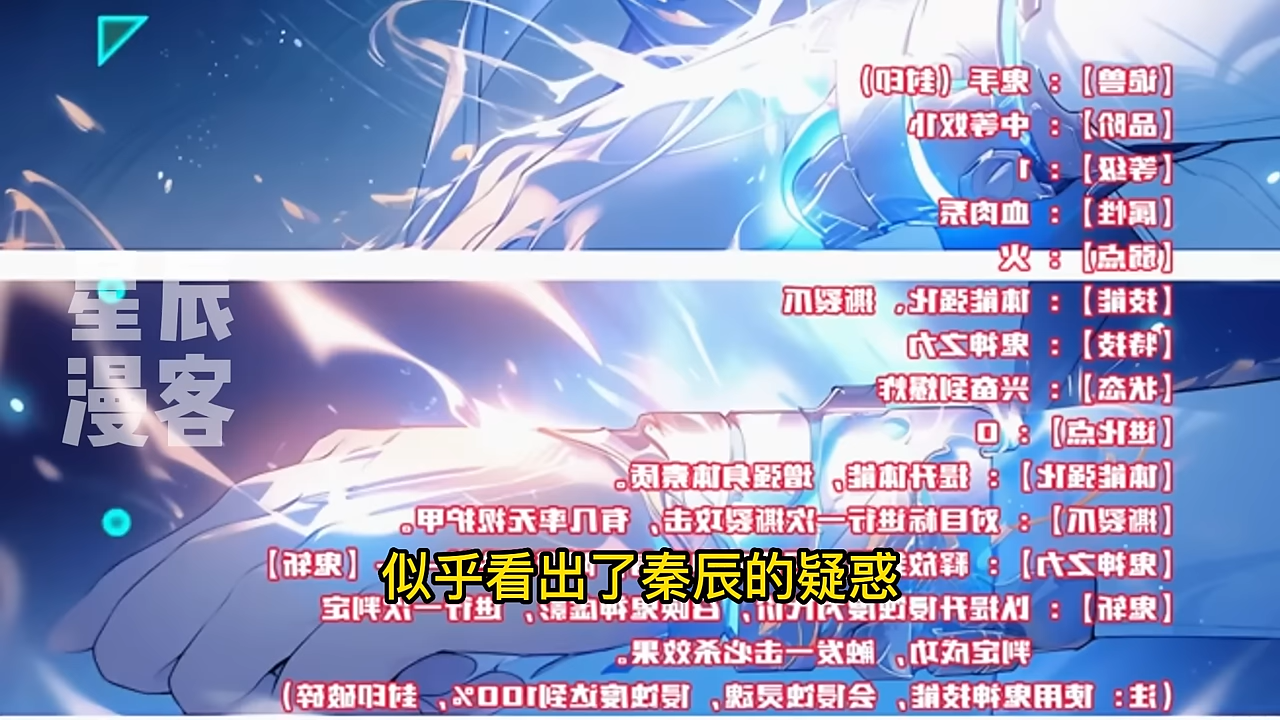 【诡兽】：鬼手（封印）
【品阶】：中等奴仆
【等级】：1
【属性】：血肉系
【弱点】：火
【技能】：体能强化、撕裂爪
【特技】：鬼神之力
【状态】：兴奋到爆炸
【进化点】：0
【体能强化】：提升体能，增强身体素质。
【撕裂爪】：对目标进行一次撕裂攻击，有几率无视护甲。
【鬼神之力】：释放 【鬼斩】
【鬼斩】：以提升侵蚀度为代价，召唤鬼神虚影，进行一次判定
判定成功，触发一击必杀效果。
（注：使用鬼神技能，会侵蚀灵魂，侵蚀度到达100%，封印破碎）
星辰
漫客
似乎看出了秦辰的疑惑